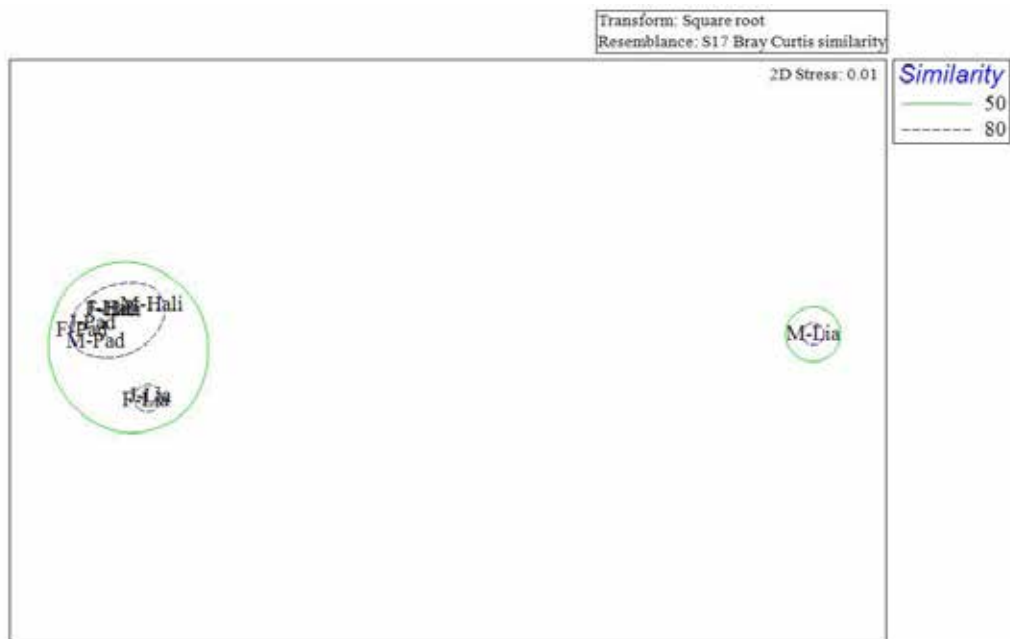 Transform: Square root
Resemblance: S17 Bray Curtis similarity
2D Stress: 0.01
Similarity
50
80
M-Hali
F-Pad
M-Pad
M-Lia